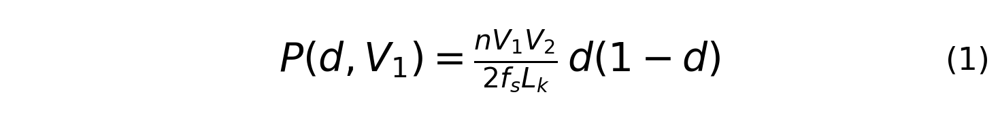 P(d, V₁) = nV₁V₂ / 2fₛLₖ d(1 − d) (1)